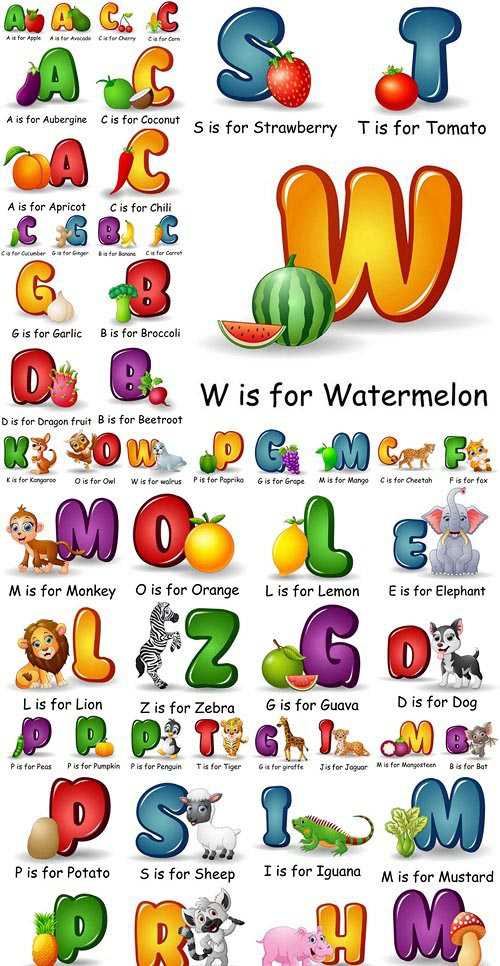 A A C C
A is for Apple A is for Avocado C is for Cherry C is for Corn
A C
A is for Aubergine C is for Coconut
A C
A is for Apricot C is for Chili
C G B C
C is for Cucumber G is for Ginger B is for Banana C is for Carrot
G B
G is for Garlic B is for Broccoli
D B
D is for Dragon fruit B is for Beetroot
S T
S is for Strawberry T is for Tomato
W
W is for Watermelon
K O W P G M C F
K is for Kangaroo O is for Owl W is for walrus P is for Paprika G is for Grape M is for Mango C is for Cheetah F is for fox
M O L E
M is for Monkey O is for Orange L is for Lemon E is for Elephant
L Z G D
L is for Lion Z is for Zebra G is for Guava D is for Dog
P P P T G J M B
P is for Peas P is for Pumpkin P is for Penguin T is for Tiger G is for giraffe J is for Jaguar M is for Mangosteen B is for Bat
P S I M
P is for Potato S is for Sheep I is for Iguana M is for Mustard
P R H M